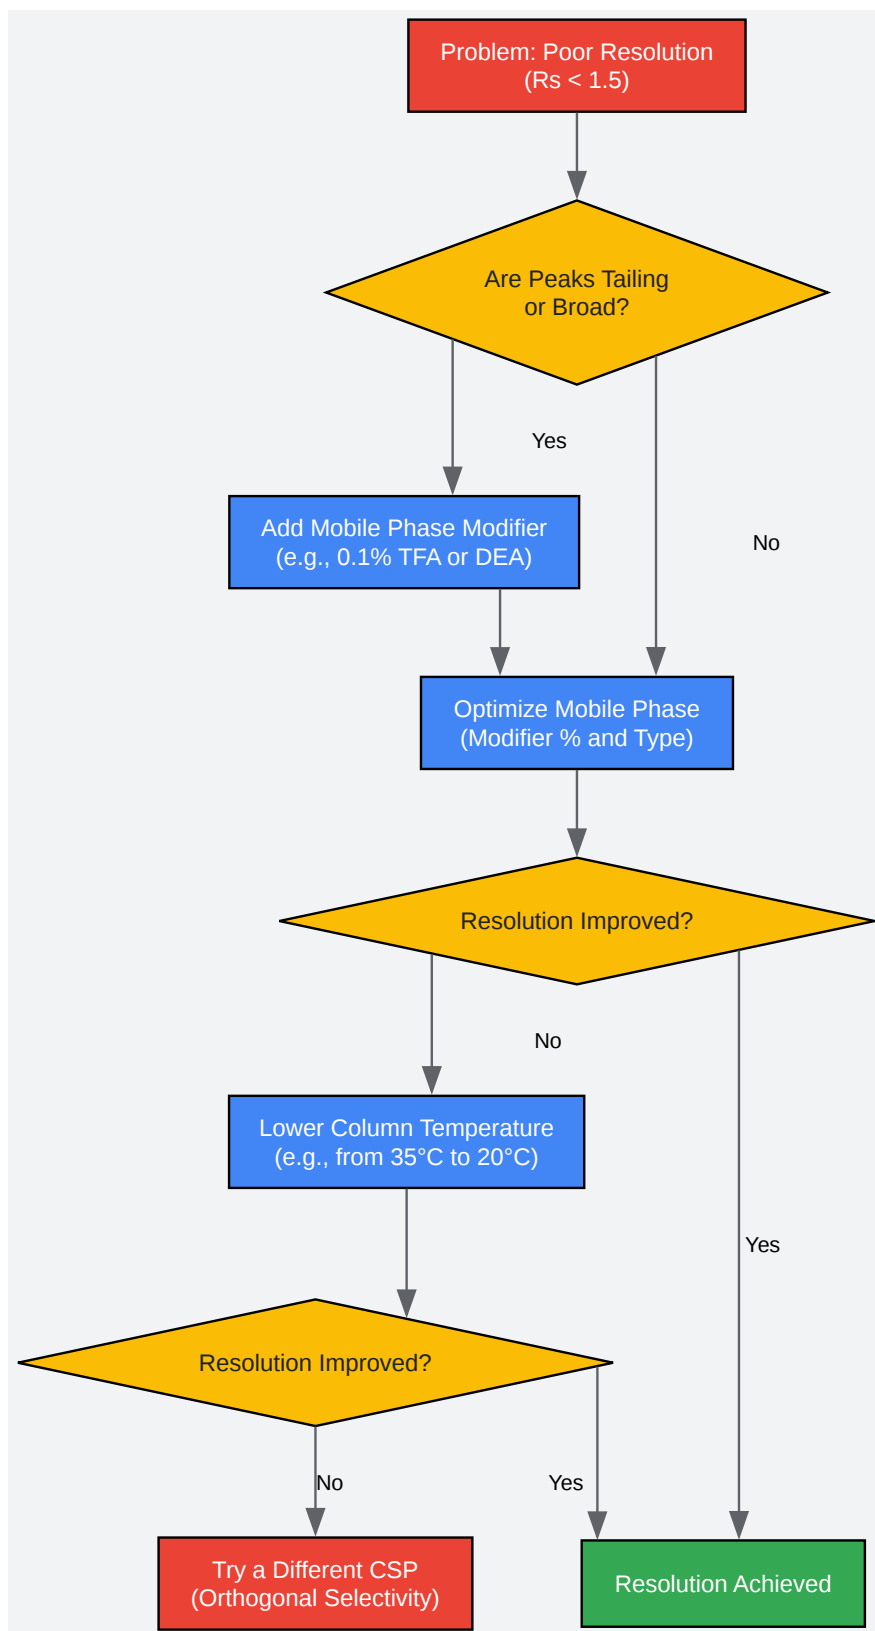 Problem: Poor Resolution
(Rs < 1.5)
Are Peaks Tailing
or Broad?
Yes
Add Mobile Phase Modifier
(e.g., 0.1% TFA or DEA)
No
Optimize Mobile Phase
(Modifier % and Type)
Resolution Improved?
No
Lower Column Temperature
(e.g., from 35°C to 20°C)
Yes
Resolution Improved?
No
Yes
Try a Different CSP
(Orthogonal Selectivity)
Resolution Achieved